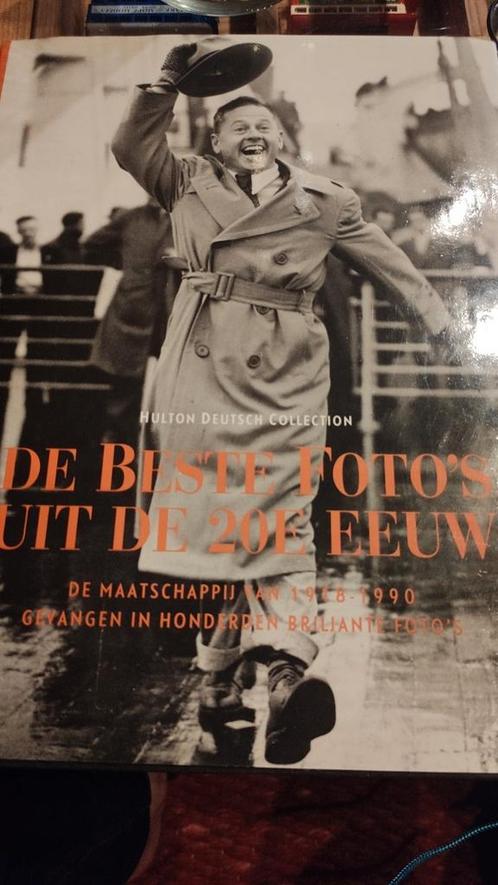 HULTON DEUTSCH COLLECTION
DE BESTE FOTO'S
UIT DE 20E EEUW
DE MAATSCHAPPIJ VAN 1918-1990
GEVANGEN IN HONDERDEN BRILJANTE FOTO'S